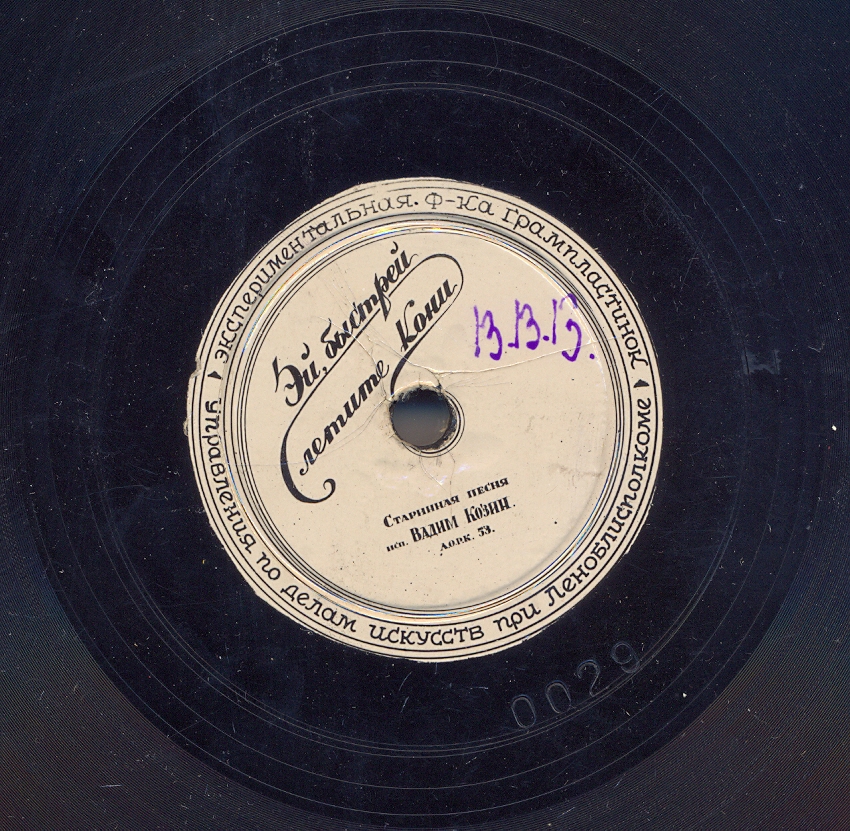 экспериментальная. Ф-ка грампластинок
управления по делам искусств при Леноблисполкоме
Эй, быстрей
летите Кони
В.В.В.
Старинная песня
исп. Вадим Козин.
Л.О.Р.К. 53.
0029